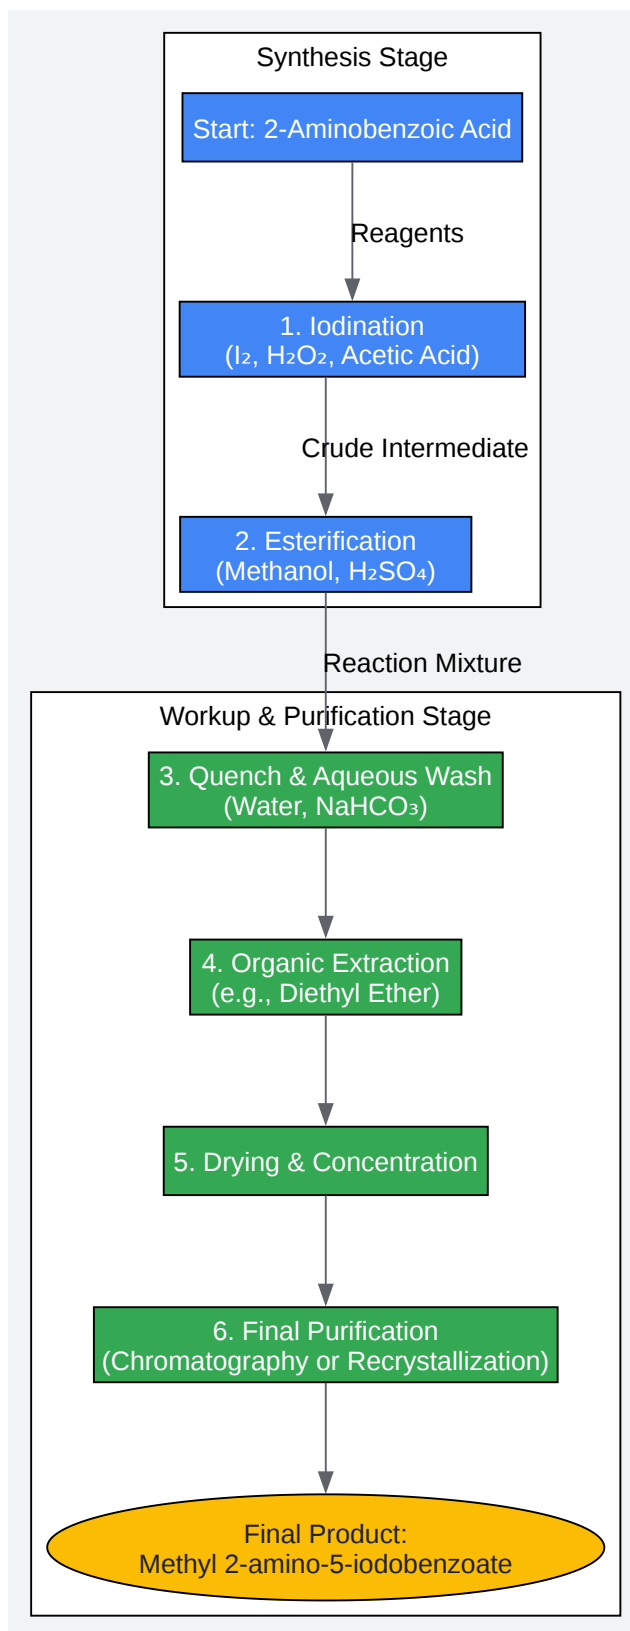 Synthesis Stage
Start: 2-Aminobenzoic Acid
Reagents
1. Iodination
(I₂, H₂O₂, Acetic Acid)
Crude Intermediate
2. Esterification
(Methanol, H₂SO₄)
Reaction Mixture
Workup & Purification Stage
3. Quench & Aqueous Wash
(Water, NaHCO₃)
4. Organic Extraction
(e.g., Diethyl Ether)
5. Drying & Concentration
6. Final Purification
(Chromatography or Recrystallization)
Final Product:
Methyl 2-amino-5-iodobenzoate